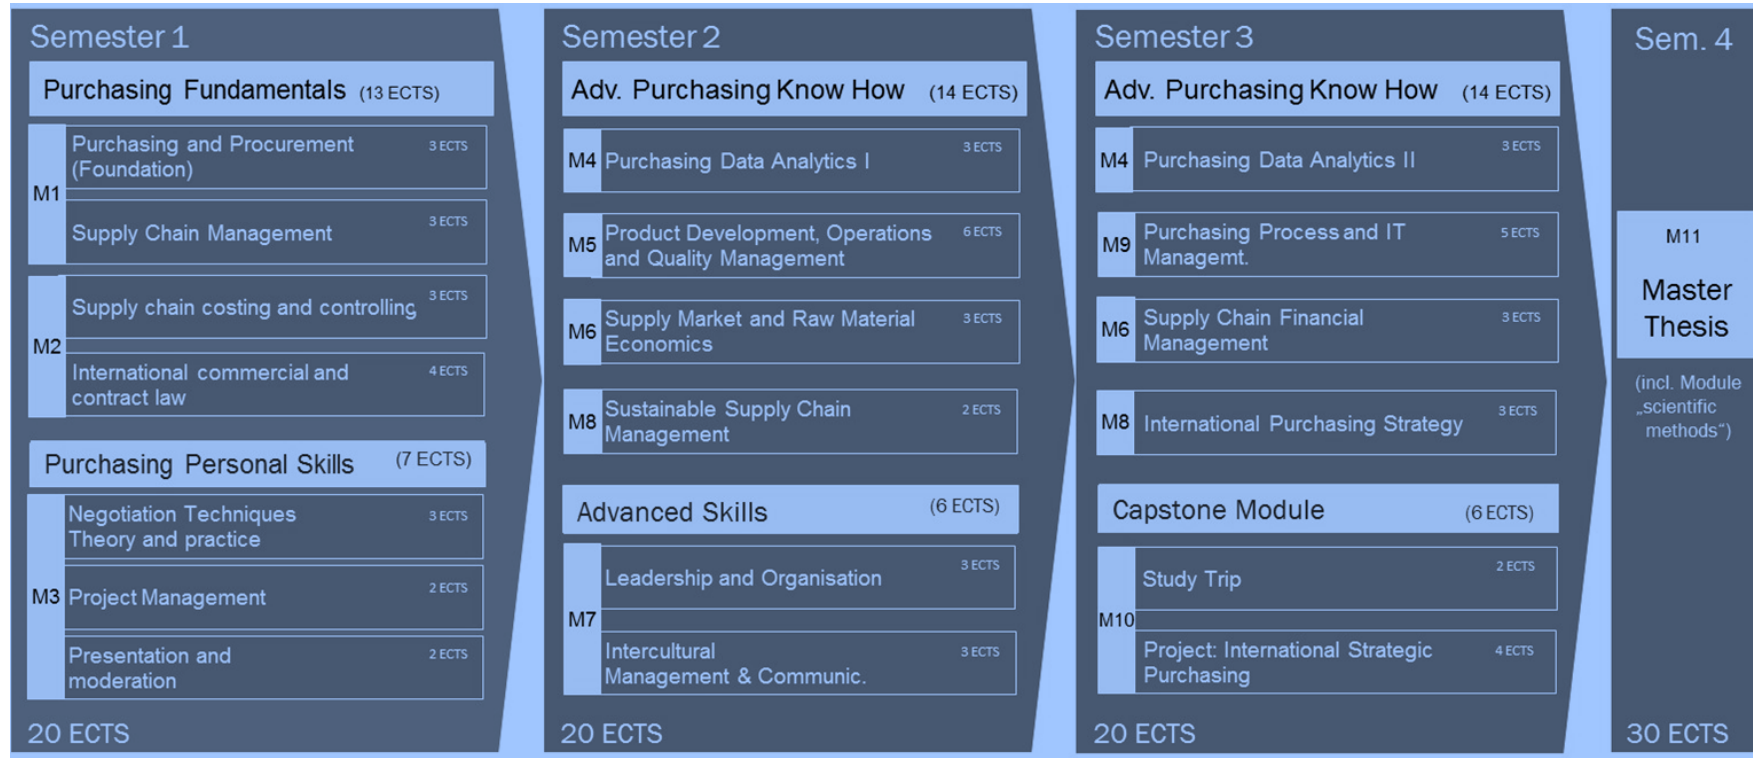 Semester 1
Purchasing Fundamentals (13 ECTS)
M1
Purchasing and Procurement 3 ECTS
(Foundation)
Supply Chain Management 3 ECTS
M2
Supply chain costing and controlling 3 ECTS
International commercial and 4 ECTS
contract law
Purchasing Personal Skills (7 ECTS)
M3
Negotiation Techniques 3 ECTS
Theory and practice
Project Management 2 ECTS
Presentation and 2 ECTS
moderation
20 ECTS
Semester 2
Adv. Purchasing Know How (14 ECTS)
M4 Purchasing Data Analytics I 3 ECTS
M5
Product Development, Operations 6 ECTS
and Quality Management
M6
Supply Market and Raw Material 3 ECTS
Economics
M8
Sustainable Supply Chain 2 ECTS
Management
Advanced Skills (6 ECTS)
M7
Leadership and Organisation 3 ECTS
Intercultural 3 ECTS
Management & Communic.
20 ECTS
Semester 3
Adv. Purchasing Know How (14 ECTS)
M4 Purchasing Data Analytics II 3 ECTS
M9
Purchasing Process and IT 5 ECTS
Managemt.
M6
Supply Chain Financial 3 ECTS
Management
M8 International Purchasing Strategy 3 ECTS
Capstone Module (6 ECTS)
M10
Study Trip 2 ECTS
Project: International Strategic 4 ECTS
Purchasing
20 ECTS
Sem. 4
M11
Master
Thesis
(incl. Module
„scientific
methods“)
30 ECTS